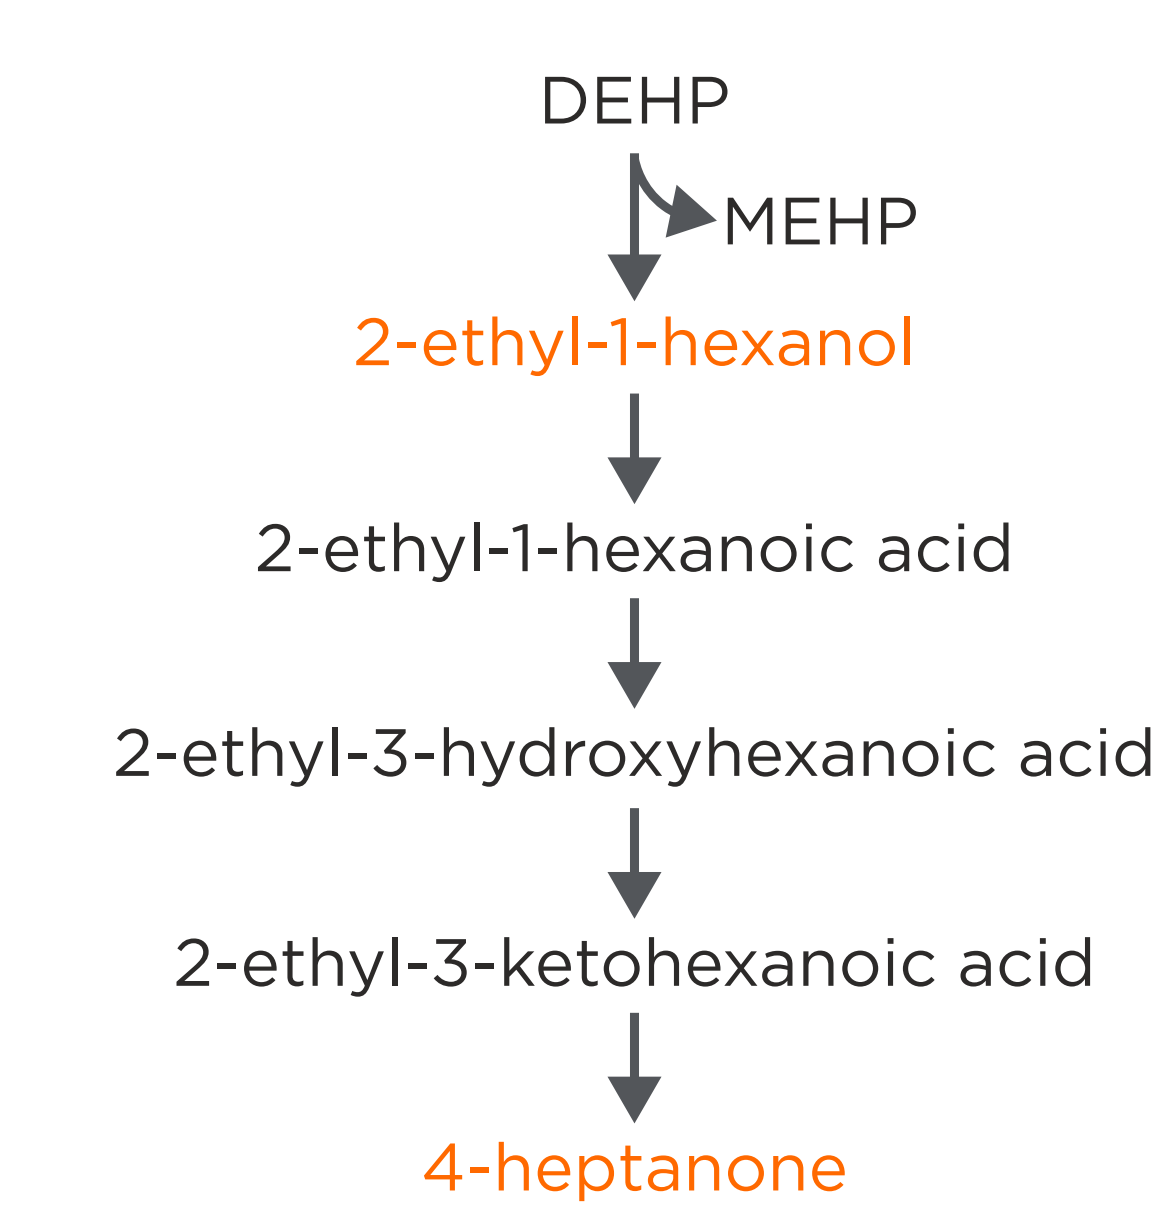 DEHP
MEHP
2-ethyl-1-hexanol
2-ethyl-1-hexanoic acid
2-ethyl-3-hydroxyhexanoic acid
2-ethyl-3-ketohexanoic acid
4-heptanone